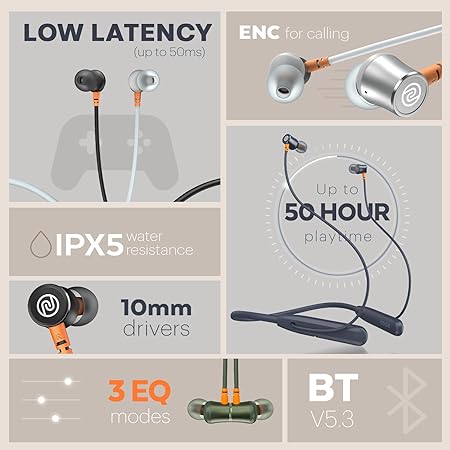 LOW LATENCY
(up to 50ms)
ENC for calling
Up to
50 HOUR
playtime
IPX5 water
resistance
10mm
drivers
3 EQ
modes
BT
V5.3